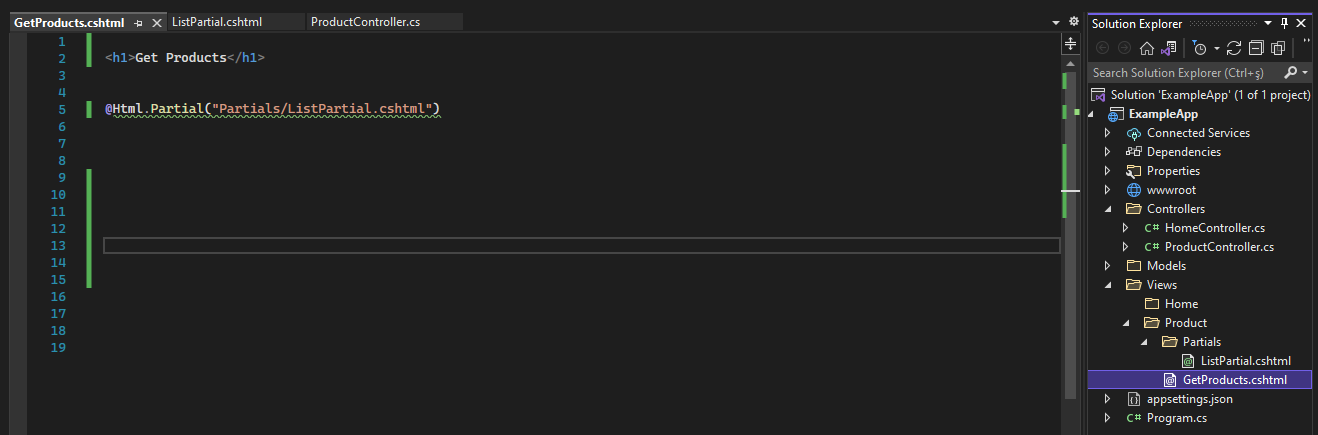 GetProducts.cshtml
ListPartial.cshtml
ProductController.cs
1
2 <h1>Get Products</h1>
3
4
5 @Html.Partial("Partials/ListPartial.cshtml")
6
7
8
9
10
11
12
13
14
15
16
17
18
19
Solution Explorer
Search Solution Explorer (Ctrl+ş)
Solution 'ExampleApp' (1 of 1 project)
ExampleApp
Connected Services
Dependencies
Properties
wwwroot
Controllers
C# HomeController.cs
C# ProductController.cs
Models
Views
Home
Product
Partials
ListPartial.cshtml
GetProducts.cshtml
appsettings.json
C# Program.cs